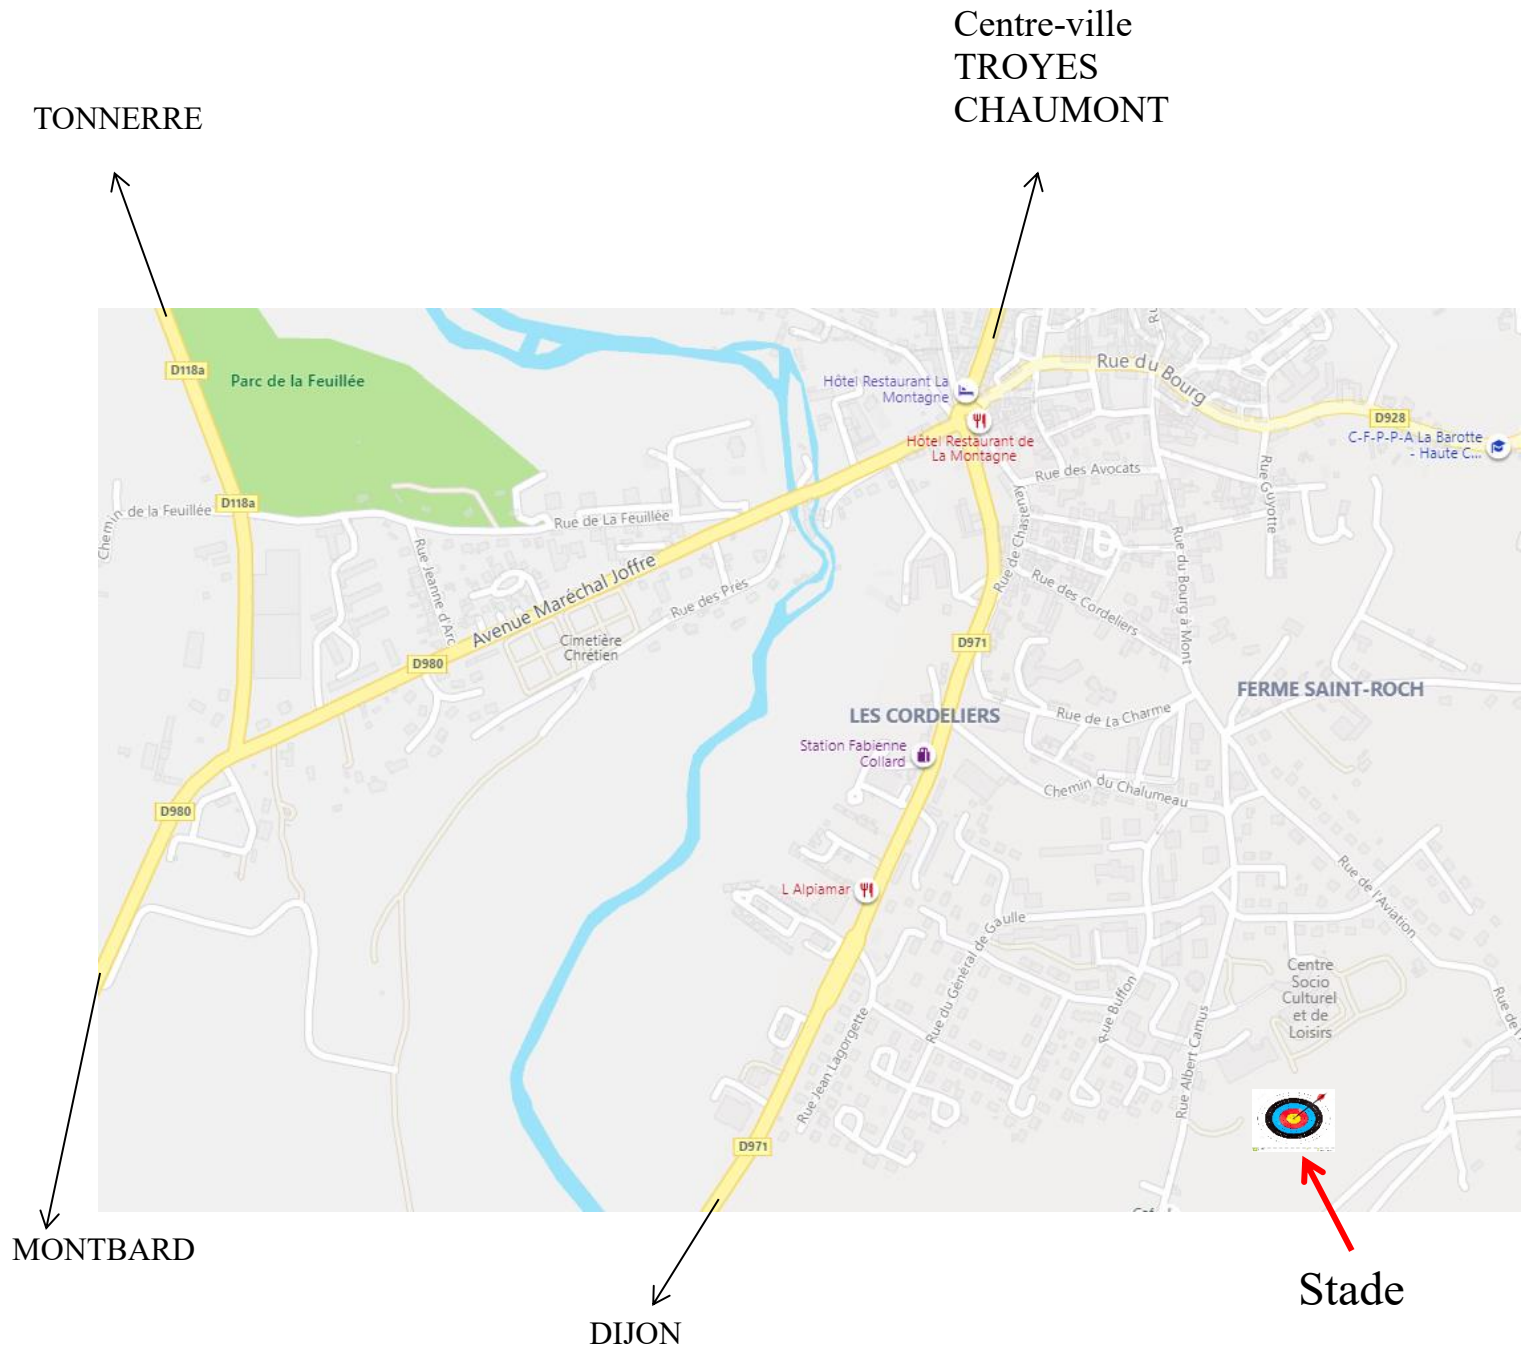 Centre-ville
TROYES
CHAUMONT
TONNERRE
D118a
Parc de la Feuillée
Hôtel Restaurant La
Montagne
Rue du Bourg
D928
C-F-P-P-A La Barotte
- Haute C...
Hôtel Restaurant de
La Montagne
Rue des Avocats
Rue Guyotte
D118a
Chemin de la Feuillée
Rue de La Feuillée
Rue de Chastenay
Rue Jeanne d'Arc
Avenue Maréchal Joffre
Rue des Prés
Rue des Cordeliers
Rue du Bourg à Mont
Cimetière
Chrétien
D980
D971
FERME SAINT-ROCH
LES CORDELIERS
Rue de La Charme
Station Fabienne
Collard
Chemin du Chalumeau
D980
L Alpiamar
Rue de l'Aviation
Rue du Général de Gaulle
Centre
Socio
Culturel
et de
Loisirs
Rue Buffon
Rue Albert Camus
Rue Jean Lagorgette
Rue de l'
D971
MONTBARD
Stade
DIJON